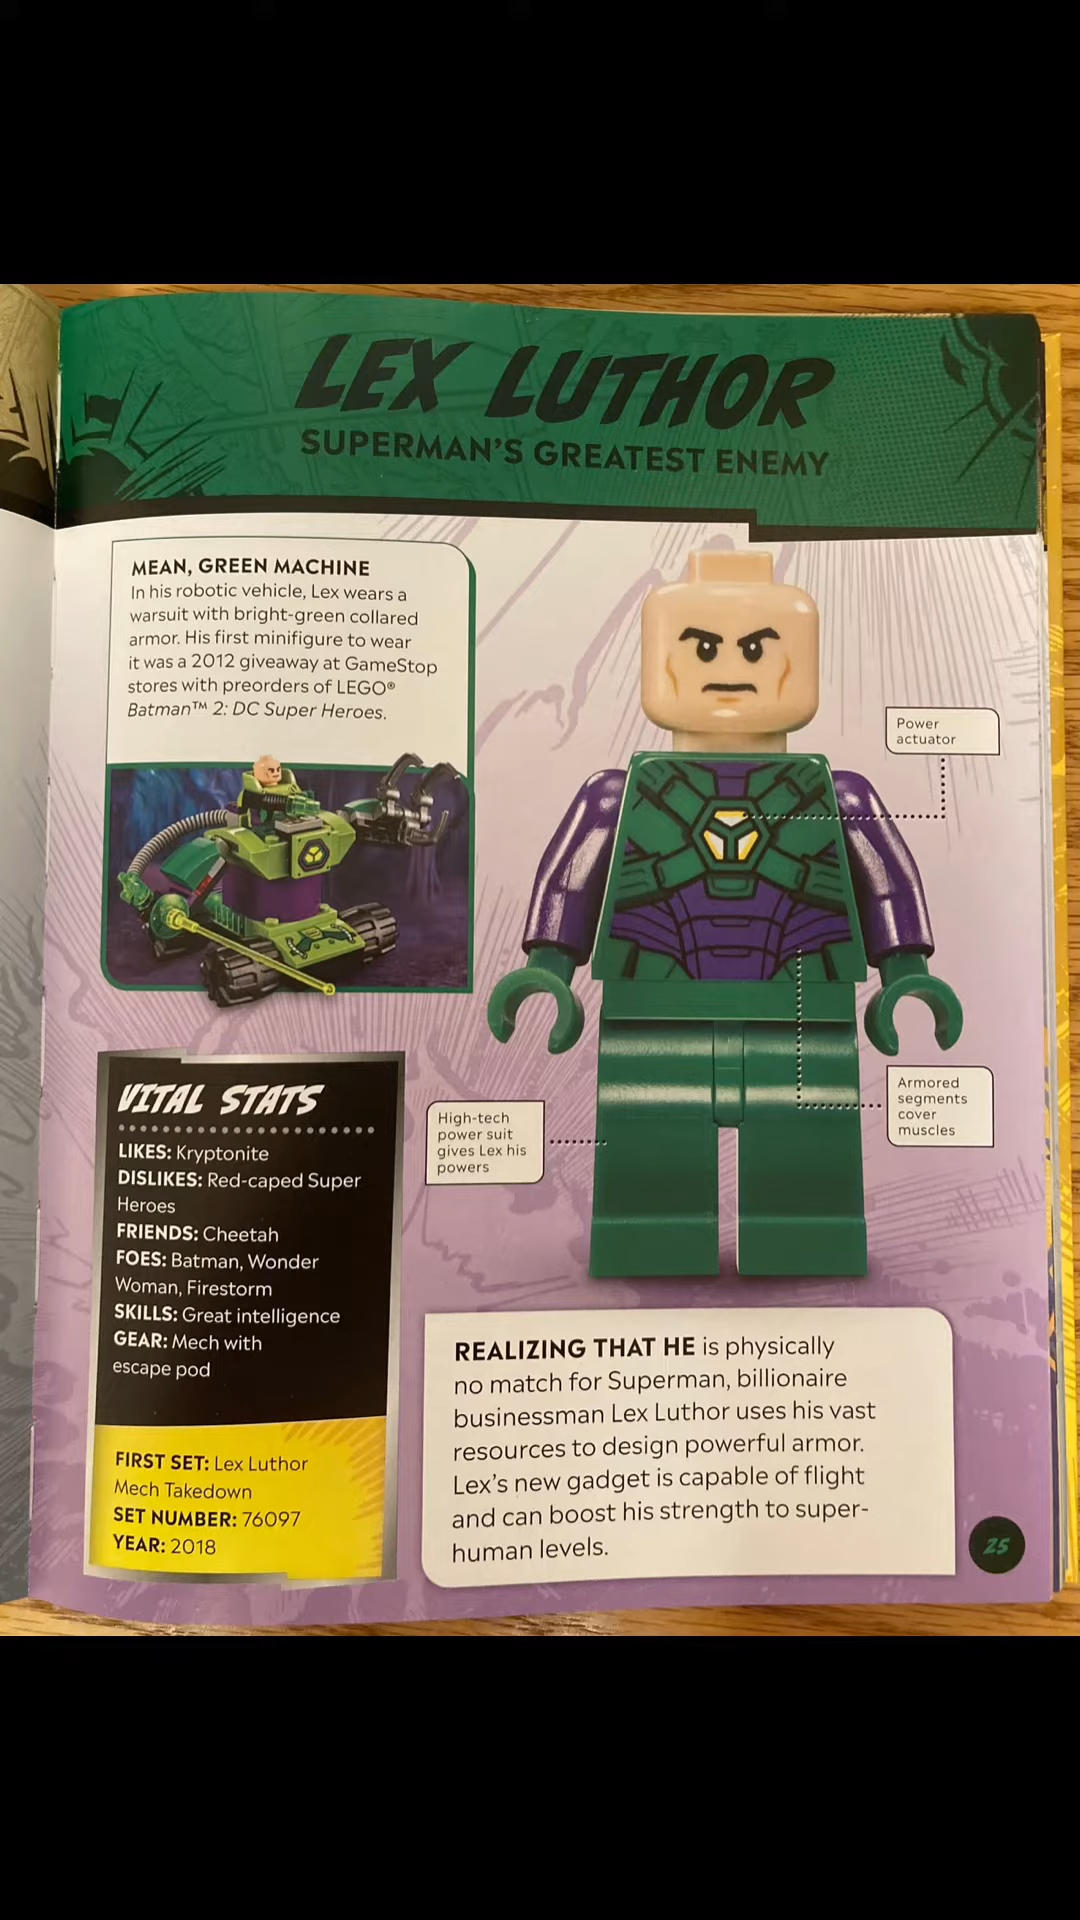 LEX LUTHOR
SUPERMAN'S GREATEST ENEMY
MEAN, GREEN MACHINE
In his robotic vehicle, Lex wears a
warsuit with bright-green collared
armor. His first minifigure to wear
it was a 2012 giveaway at GameStop
stores with preorders of LEGO®
Batman™ 2: DC Super Heroes.
Power
actuator
Armored
segments
cover
muscles
High-tech
power suit
gives Lex his
powers
VITAL STATS
LIKES: Kryptonite
DISLIKES: Red-caped Super
Heroes
FRIENDS: Cheetah
FOES: Batman, Wonder
Woman, Firestorm
SKILLS: Great intelligence
GEAR: Mech with
escape pod
FIRST SET: Lex Luthor
Mech Takedown
SET NUMBER: 76097
YEAR: 2018
REALIZING THAT HE is physically
no match for Superman, billionaire
businessman Lex Luthor uses his vast
resources to design powerful armor.
Lex's new gadget is capable of flight
and can boost his strength to super-
human levels.
25